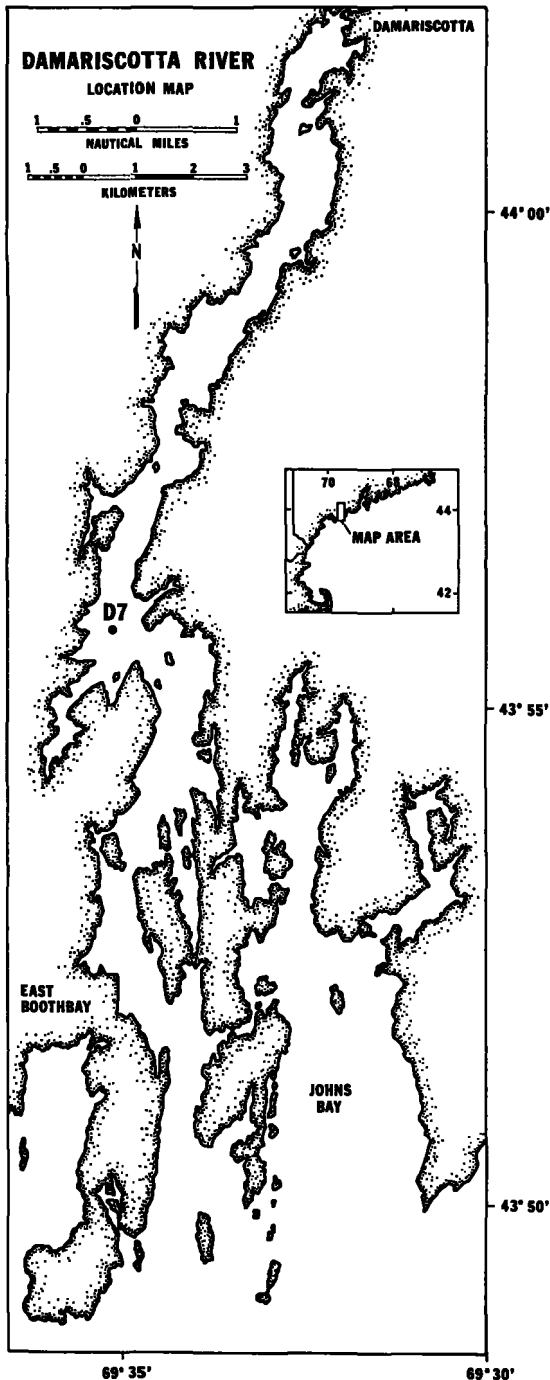 DAMARISCOTTA
DAMARISCOTTA RIVER
LOCATION MAP
1 .5 0 1
NAUTICAL MILES
1 .5 0 1 2 3
KILOMETERS
N
44° 00'
70 68
44
MAP AREA
42
D7
43° 55'
EAST
BOOTHBAY
JOHNS
BAY
43° 50'
69° 35' 69° 30'